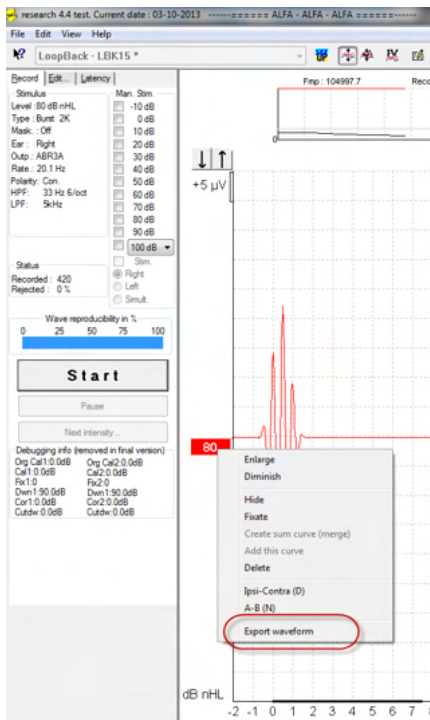 research 4.4 test. Current date : 03-10-2013 ------====== ALFA - ALFA - ALFA ======------
File Edit View Help
LoopBack - LBK15 *
Record Edit... Latency
Stimulus
Level :80 dB nHL
Type : Burst 2K
Mask. : Off
Ear : Right
Outp.: ABR3A
Rate.: 20.1 Hz
Polarity: Con.
HPF: 33 Hz 6/oct
LPF: 5kHz
Man. Stim.
-10 dB
0 dB
10 dB
20 dB
30 dB
40 dB
50 dB
60 dB
70 dB
80 dB
90 dB
100 dB
Stim.
Right
Left
Simult.
Status
Recorded : 420
Rejected : 0 %
Wave reproducibility in %
0 25 50 75 100
Start
Pause
Next intensity...
Debugging info (removed in final version)
Org Cal1:0.0dB Org Cal2:0.0dB
Cal1:0.0dB Cal2:0.0dB
Fix1:0 Fix2:0
Dwn1:90.0dB Dwn1:90.0dB
Cor1:0.0dB Cor2:0.0dB
Cutdw:0.0dB Cutdw:0.0dB
Fmp: 104997.7 Reco
0
+5 µV
80
Enlarge
Diminish
Hide
Fixate
Create sum curve (merge)
Add this curve
Delete
Ipsi-Contra (D)
A-B (N)
Export waveform
dB nHL
-2 -1 0 1 2 3 4 5 6 7